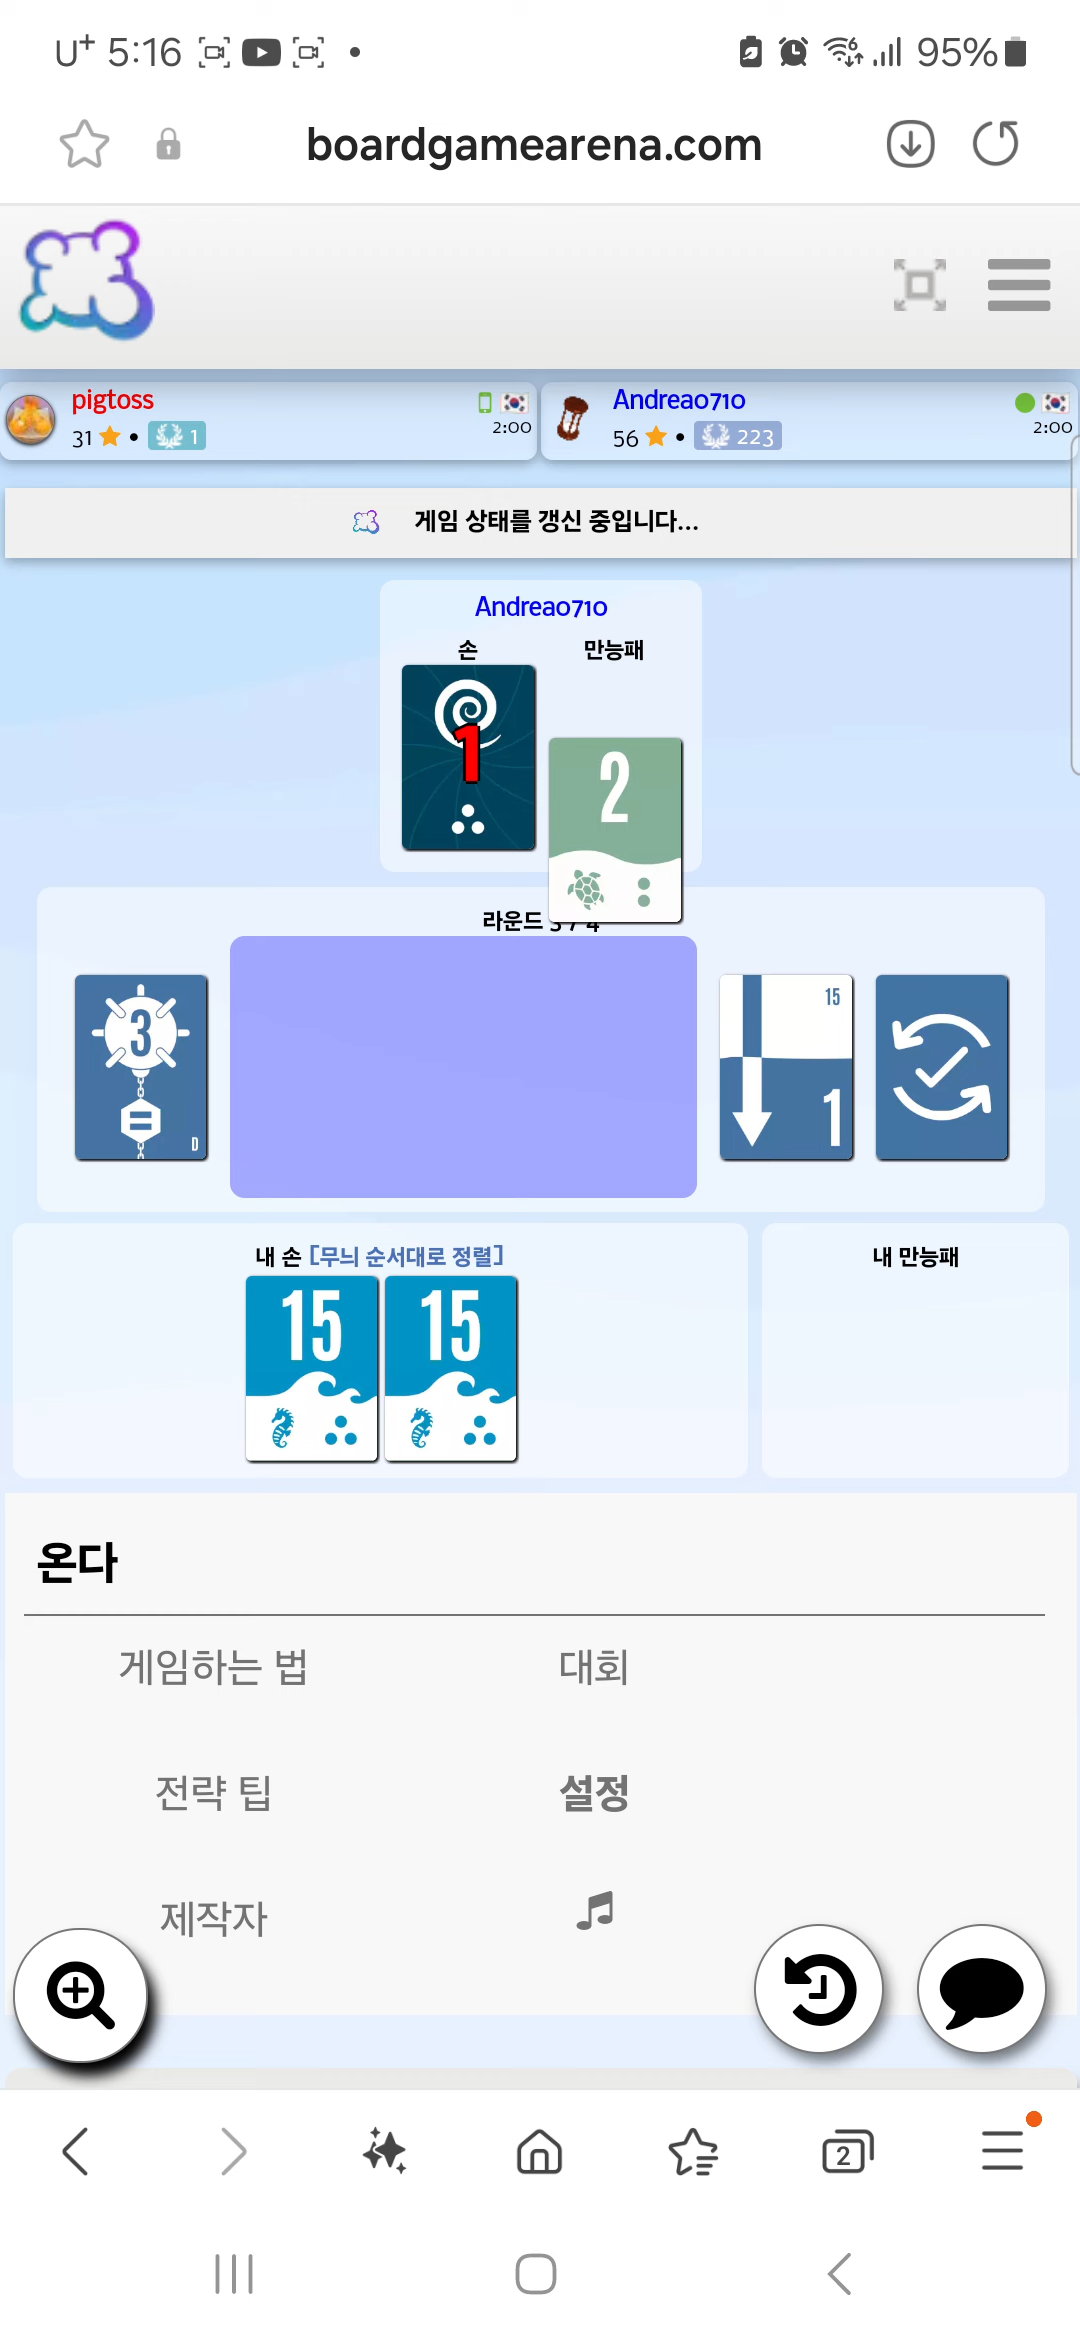 U+ 5:16 95%
boardgamearena.com
pigtoss
31 • 1
2:00
Andrea0710
56 • 223
2:00
게임 상태를 갱신 중입니다...
Andrea0710
손 만능패
1
2
라운드 3 / 4
3
D
15
1
내 손 [무늬 순서대로 정렬]
내 만능패
15 15
온다
게임하는 법 대회
전략 팁 설정
제작자
2